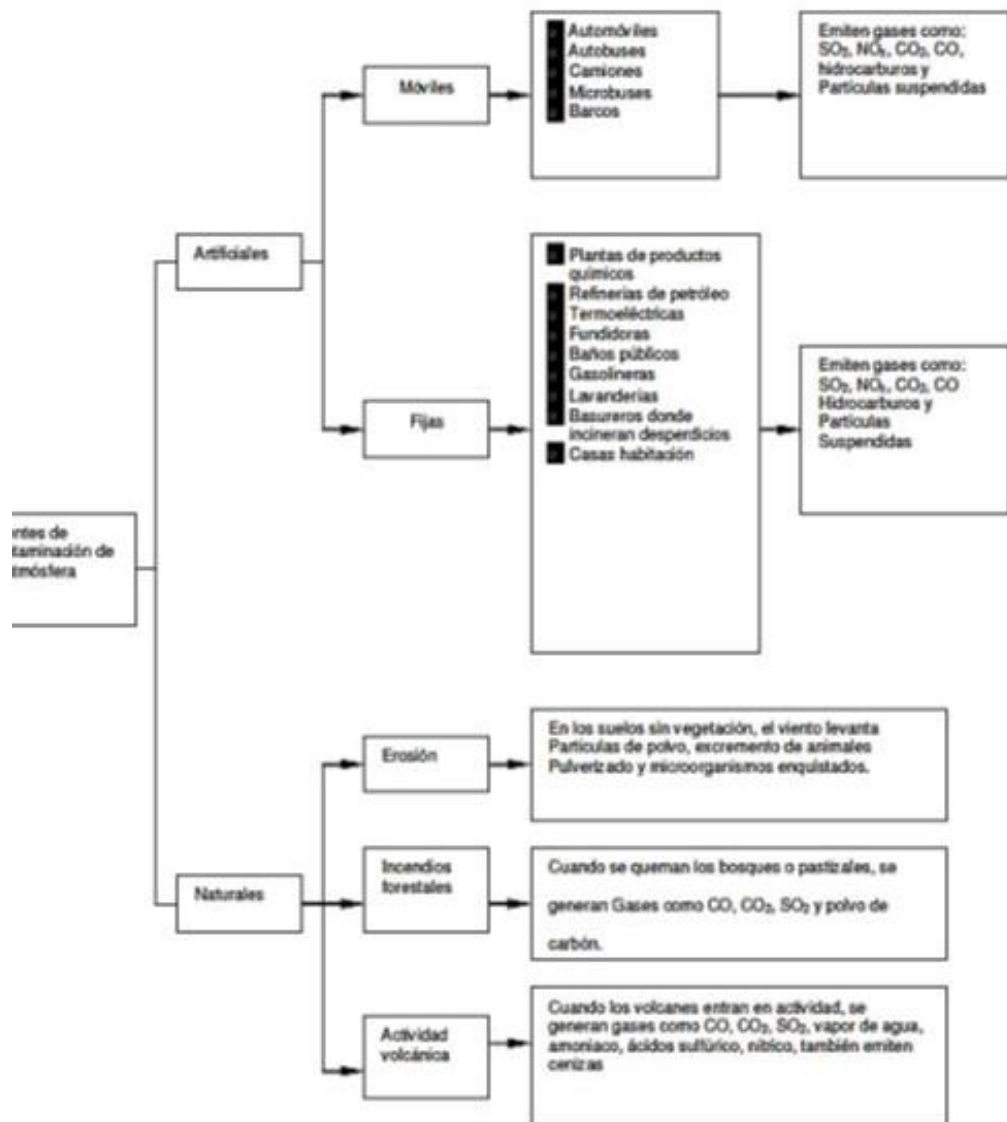 Automóviles
Autobuses
Camiones
Microbuses
Barcos
Emiten gases como:
SO₂, NOₓ, CO₂, CO,
hidrocarburos y
Partículas suspendidas
Móviles
Artificiales
Plantas de productos
químicos
Refinerías de petróleo
Termoeléctricas
Fundidoras
Baños públicos
Gasolineras
Lavanderías
Basureros donde
incineran desperdicios
Casas habitación
Emiten gases como:
SO₂, NOₓ, CO₂, CO
Hidrocarburos y
Partículas
Suspendidas
Fijas
entes de
taminación de
tmósfera
Erosión
En los suelos sin vegetación, el viento levanta
Partículas de polvo, excremento de animales
Pulverizado y microorganismos enquistados.
Naturales
Incendios
forestales
Cuando se queman los bosques o pastizales, se
generan Gases como CO, CO₂, SO₂ y polvo de
carbón.
Actividad
volcánica
Cuando los volcanes entran en actividad, se
generan gases como CO, CO₂, SO₂, vapor de agua,
amoniaco, ácidos sulfúrico, nítrico, también emiten
cenizas